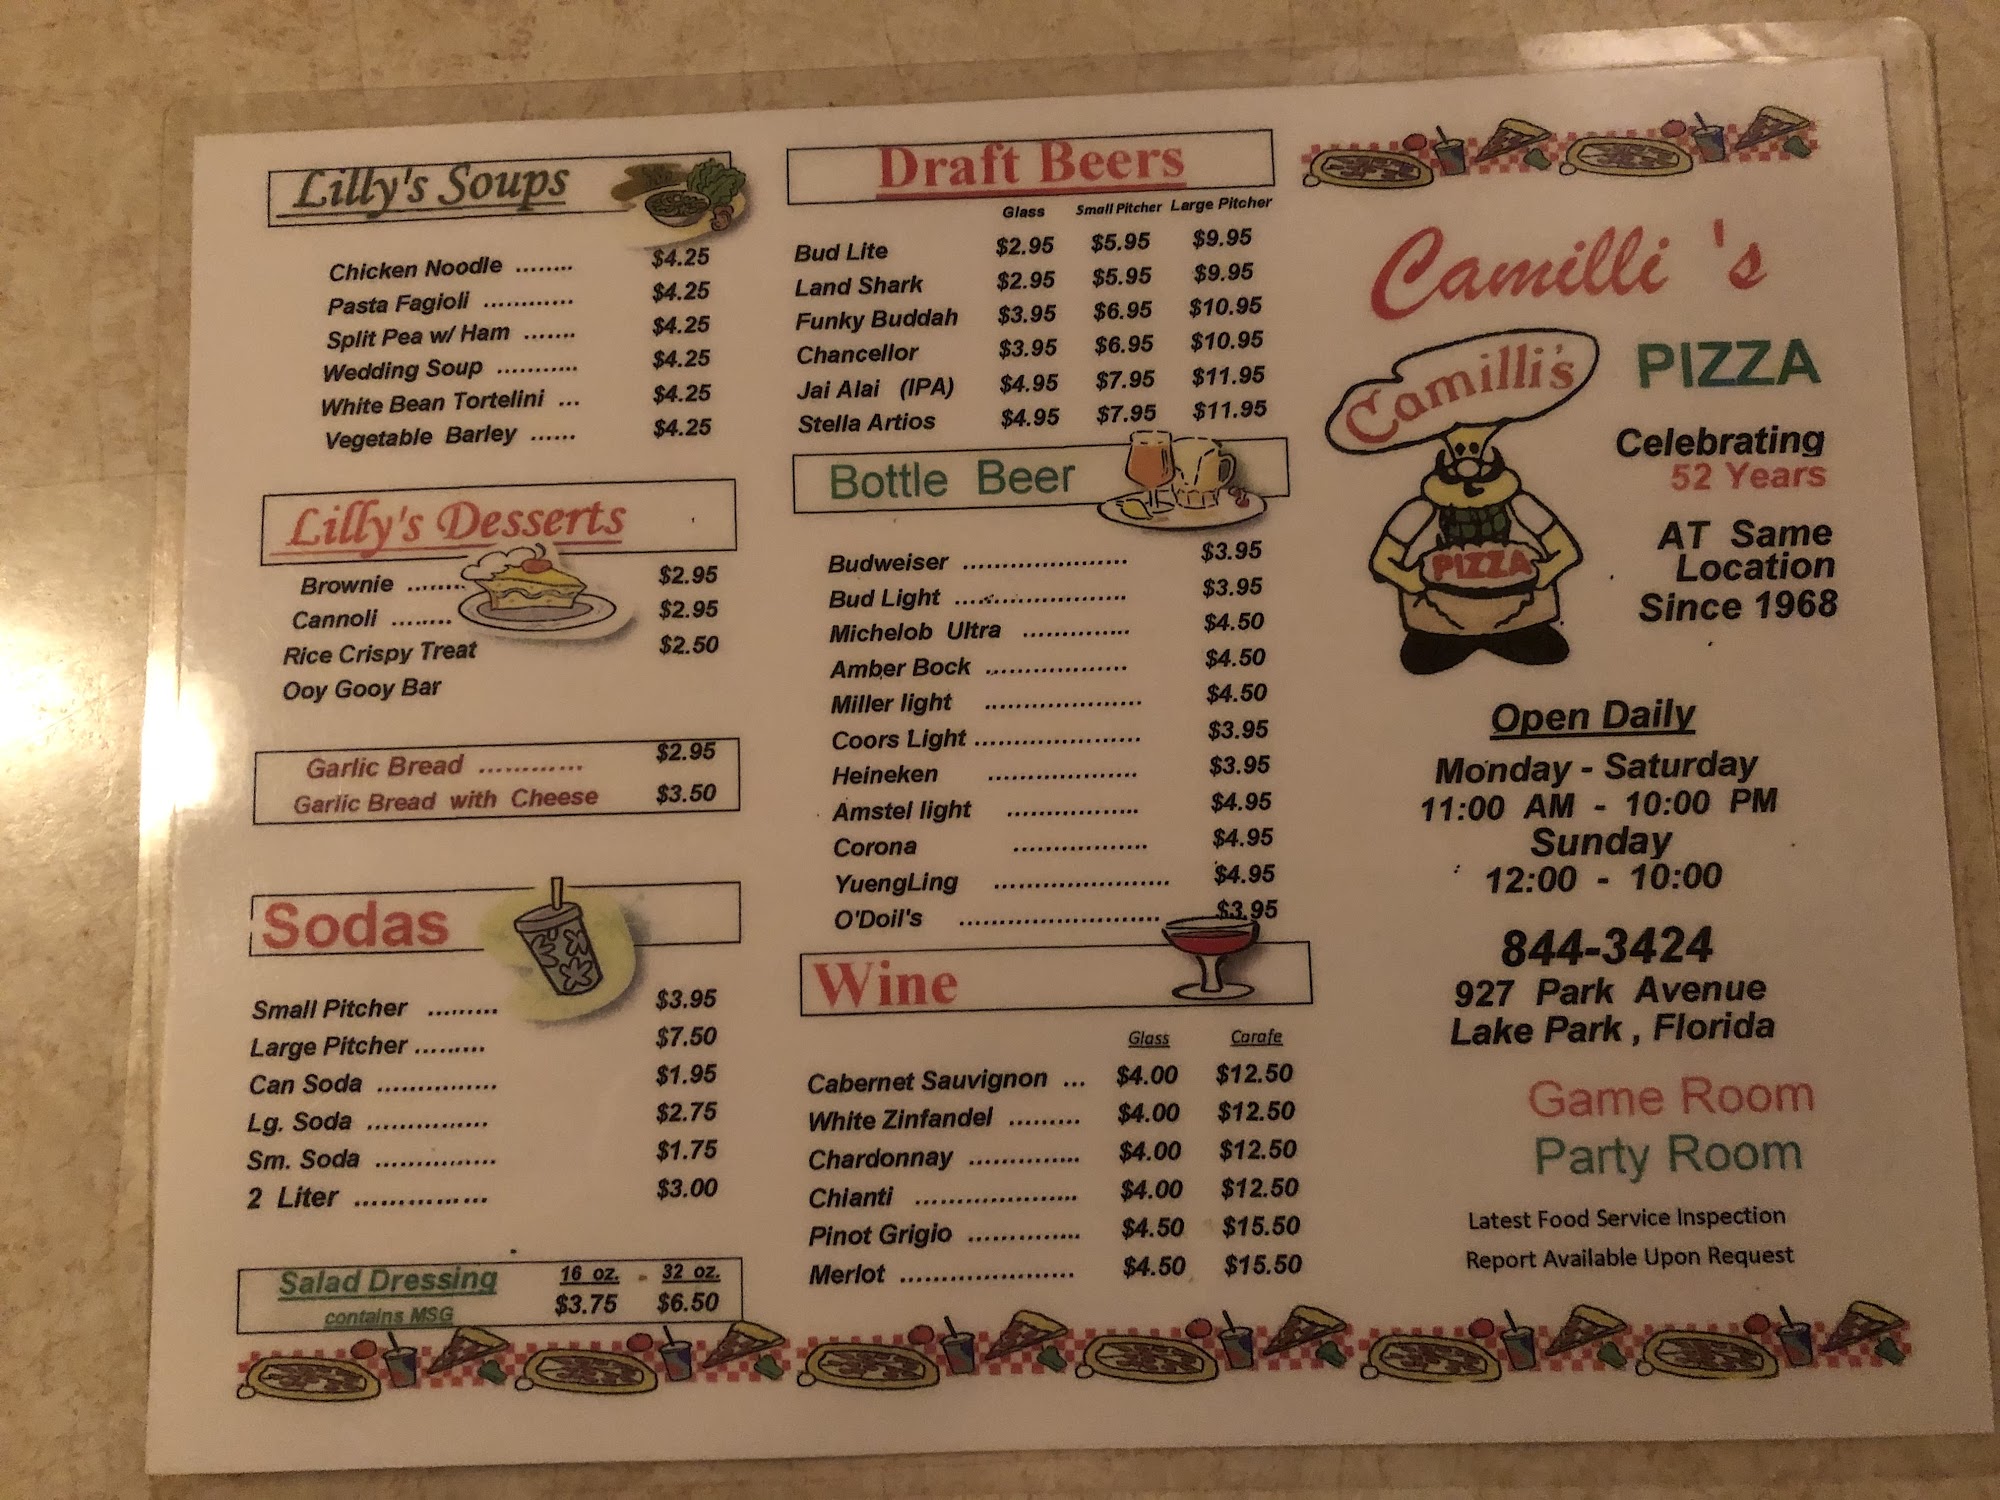 Lilly's Soups
Chicken Noodle ........ $4.25
Pasta Fagioli ............ $4.25
Split Pea w/ Ham ....... $4.25
Wedding Soup ........... $4.25
White Bean Tortelini ... $4.25
Vegetable Barley ...... $4.25
Lilly's Desserts
Brownie ........ $2.95
Cannoli ........ $2.95
Rice Crispy Treat $2.50
Ooy Gooy Bar
Garlic Bread ............ $2.95
Garlic Bread with Cheese $3.50
Sodas
Small Pitcher ......... $3.95
Large Pitcher ......... $7.50
Can Soda ............... $1.95
Lg. Soda ............... $2.75
Sm. Soda ............... $1.75
2 Liter ............... $3.00
Salad Dressing 16 oz. - 32 oz.
contains MSG $3.75 $6.50
Draft Beers
Glass Small Pitcher Large Pitcher
Bud Lite $2.95 $5.95 $9.95
Land Shark $2.95 $5.95 $9.95
Funky Buddah $3.95 $6.95 $10.95
Chancellor $3.95 $6.95 $10.95
Jai Alai (IPA) $4.95 $7.95 $11.95
Stella Artios $4.95 $7.95 $11.95
Bottle Beer
Budweiser ...................... $3.95
Bud Light ....................... $3.95
Michelob Ultra .............. $4.50
Amber Bock ................... $4.50
Miller light ..................... $4.50
Coors Light ...................... $3.95
Heineken .................... $3.95
Amstel light .................. $4.95
Corona .................. $4.95
YuengLing ....................... $4.95
O'Doil's ........................... $3.95
Wine
Glass Carafe
Cabernet Sauvignon ... $4.00 $12.50
White Zinfandel ......... $4.00 $12.50
Chardonnay .............. $4.00 $12.50
Chianti ..................... $4.00 $12.50
Pinot Grigio ............... $4.50 $15.50
Merlot ....................... $4.50 $15.50
Camilli 's
PIZZA
Camilli's
PIZZA
Celebrating
52 Years
AT Same
Location
Since 1968
Open Daily
Monday - Saturday
11:00 AM - 10:00 PM
Sunday
12:00 - 10:00
844-3424
927 Park Avenue
Lake Park , Florida
Game Room
Party Room
Latest Food Service Inspection
Report Available Upon Request